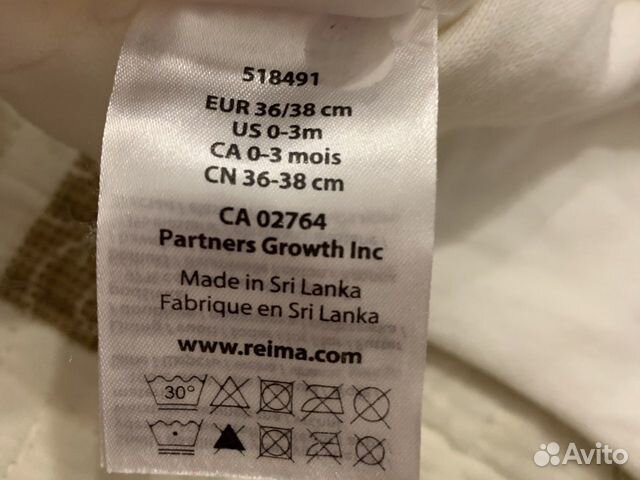 518491
EUR 36/38 cm
US 0-3m
CA 0-3 mois
CN 36-38 cm
CA 02764
Partners Growth Inc
Made in Sri Lanka
Fabrique en Sri Lanka
www.reima.com
30°
Avito